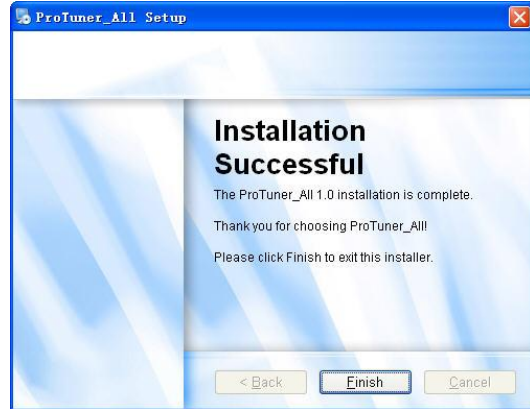 ProTuner_All Setup
Installation
Successful
The ProTuner_All 1.0 installation is complete.
Thank you for choosing ProTuner_All!
Please click Finish to exit this installer.
< Back Finish Cancel